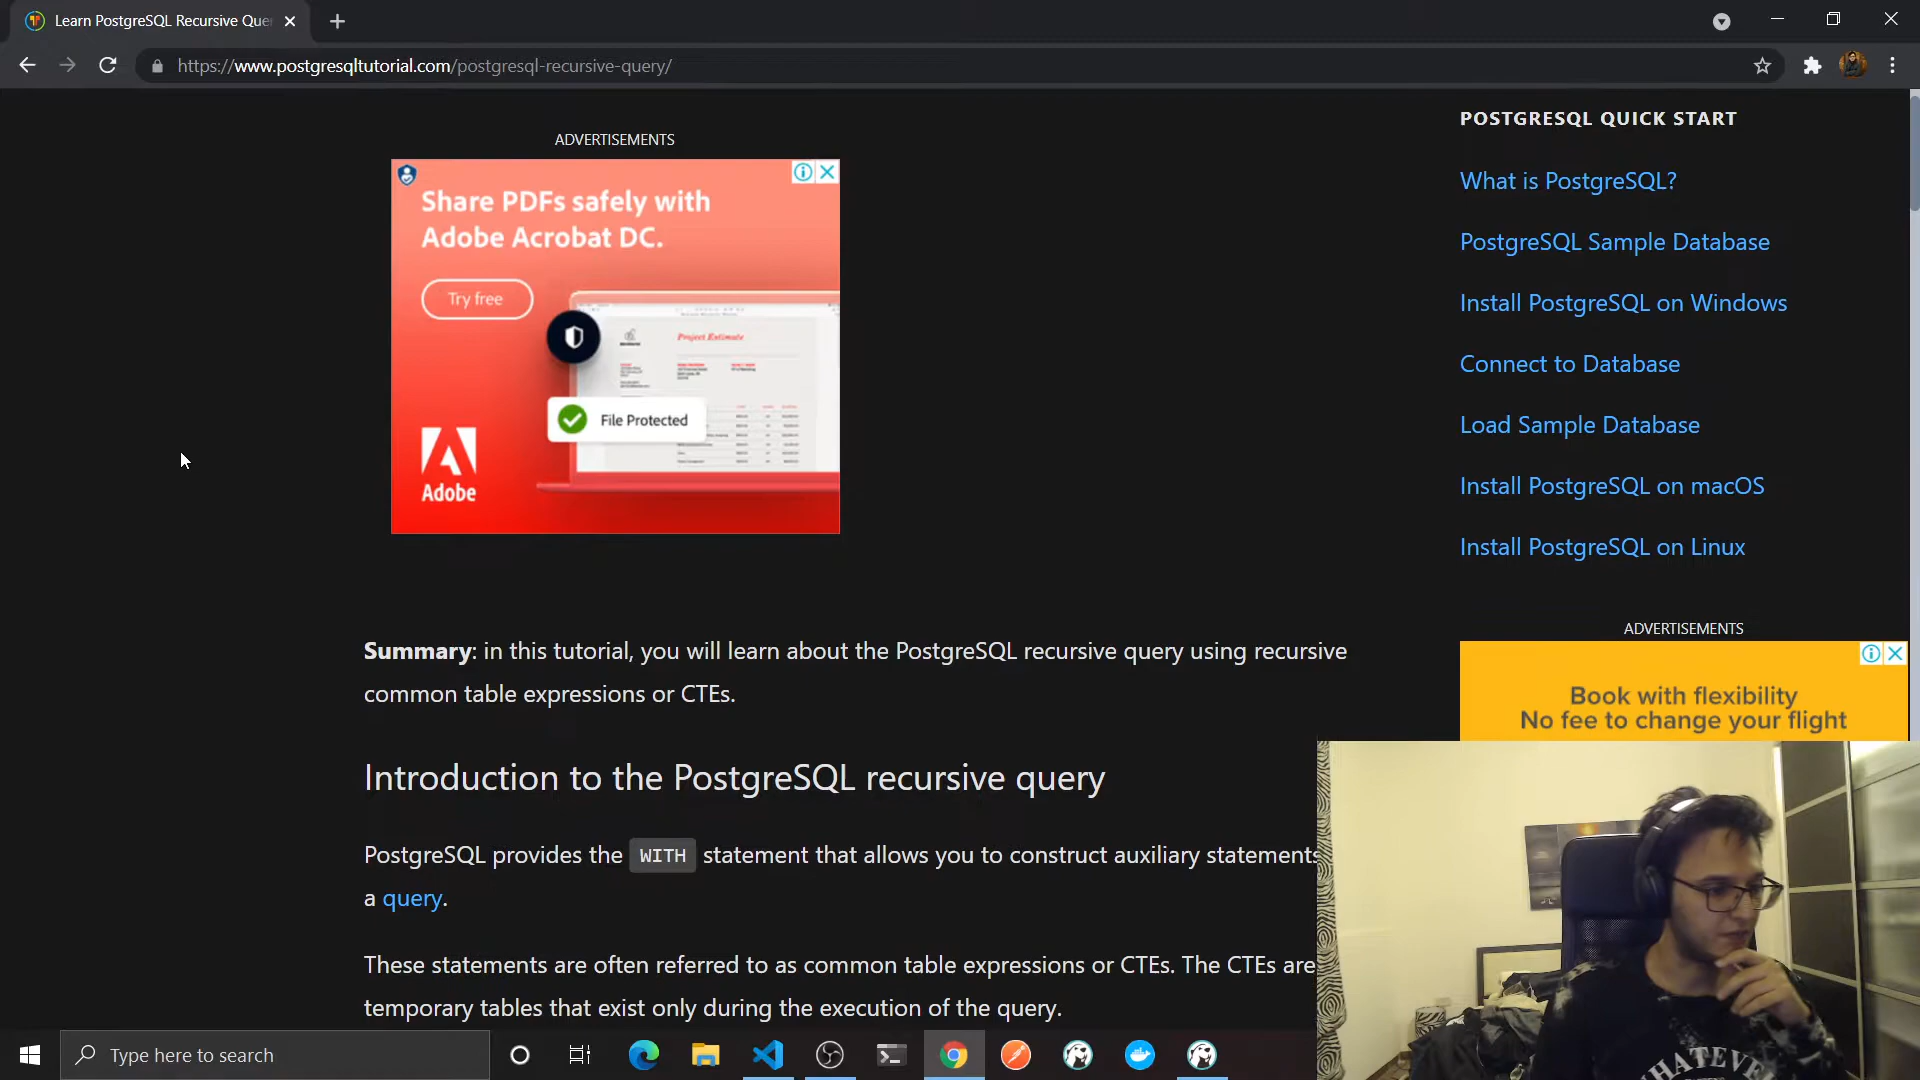 Learn PostgreSQL Recursive Que
https://www.postgresqltutorial.com/postgresql-recursive-query/
ADVERTISEMENTS
Share PDFs safely with
Adobe Acrobat DC.
Try free
Project Estimate
File Protected
Adobe
POSTGRESQL QUICK START
What is PostgreSQL?
PostgreSQL Sample Database
Install PostgreSQL on Windows
Connect to Database
Load Sample Database
Install PostgreSQL on macOS
Install PostgreSQL on Linux
ADVERTISEMENTS
Book with flexibility
No fee to change your flight
Summary: in this tutorial, you will learn about the PostgreSQL recursive query using recursive
common table expressions or CTEs.
Introduction to the PostgreSQL recursive query
PostgreSQL provides the WITH statement that allows you to construct auxiliary statements
a query.
These statements are often referred to as common table expressions or CTEs. The CTEs are
temporary tables that exist only during the execution of the query.
WHATEVE
Type here to search